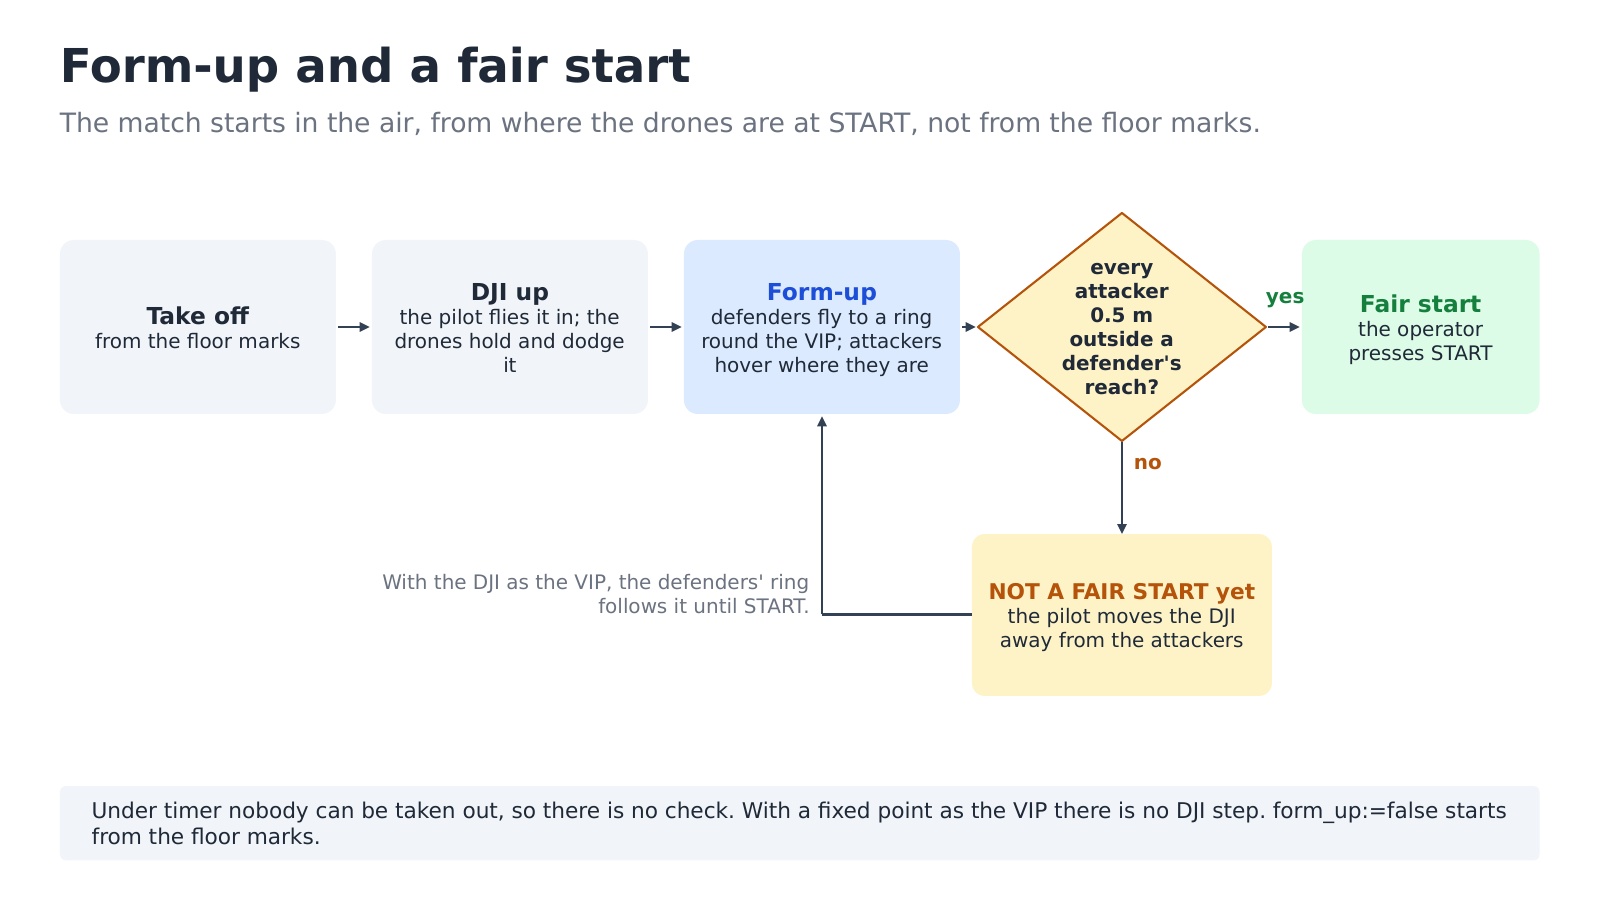 Form-up and a fair start
The match starts in the air, from where the drones are at START, not from the floor marks.
Take off
from the floor marks
DJI up
the pilot flies it in; the
drones hold and dodge
it
Form-up
defenders fly to a ring
round the VIP; attackers
hover where they are
every
attacker
0.5 m
outside a
defender's
reach?
yes
Fair start
the operator
presses START
no
NOT A FAIR START yet
the pilot moves the DJI
away from the attackers
With the DJI as the VIP, the defenders' ring
follows it until START.
Under timer nobody can be taken out, so there is no check. With a fixed point as the VIP there is no DJI step. form_up:=false starts
from the floor marks.